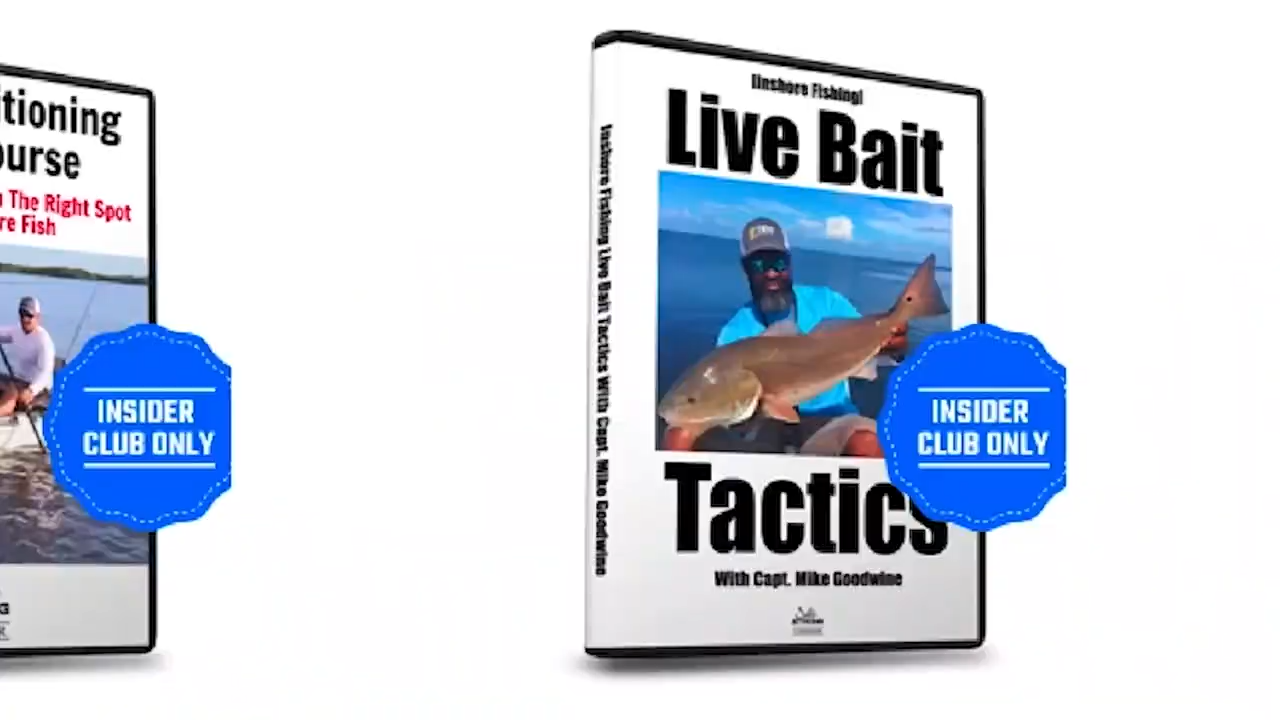 itioning
ourse
The Right Spot
re Fish
INSIDER
CLUB ONLY
Inshore Fishing Live Bait Tactics With Capt. Mike Goodwine
Inshore Fishing!
Live Bait
Tactics
With Capt. Mike Goodwine
INSIDER
CLUB ONLY